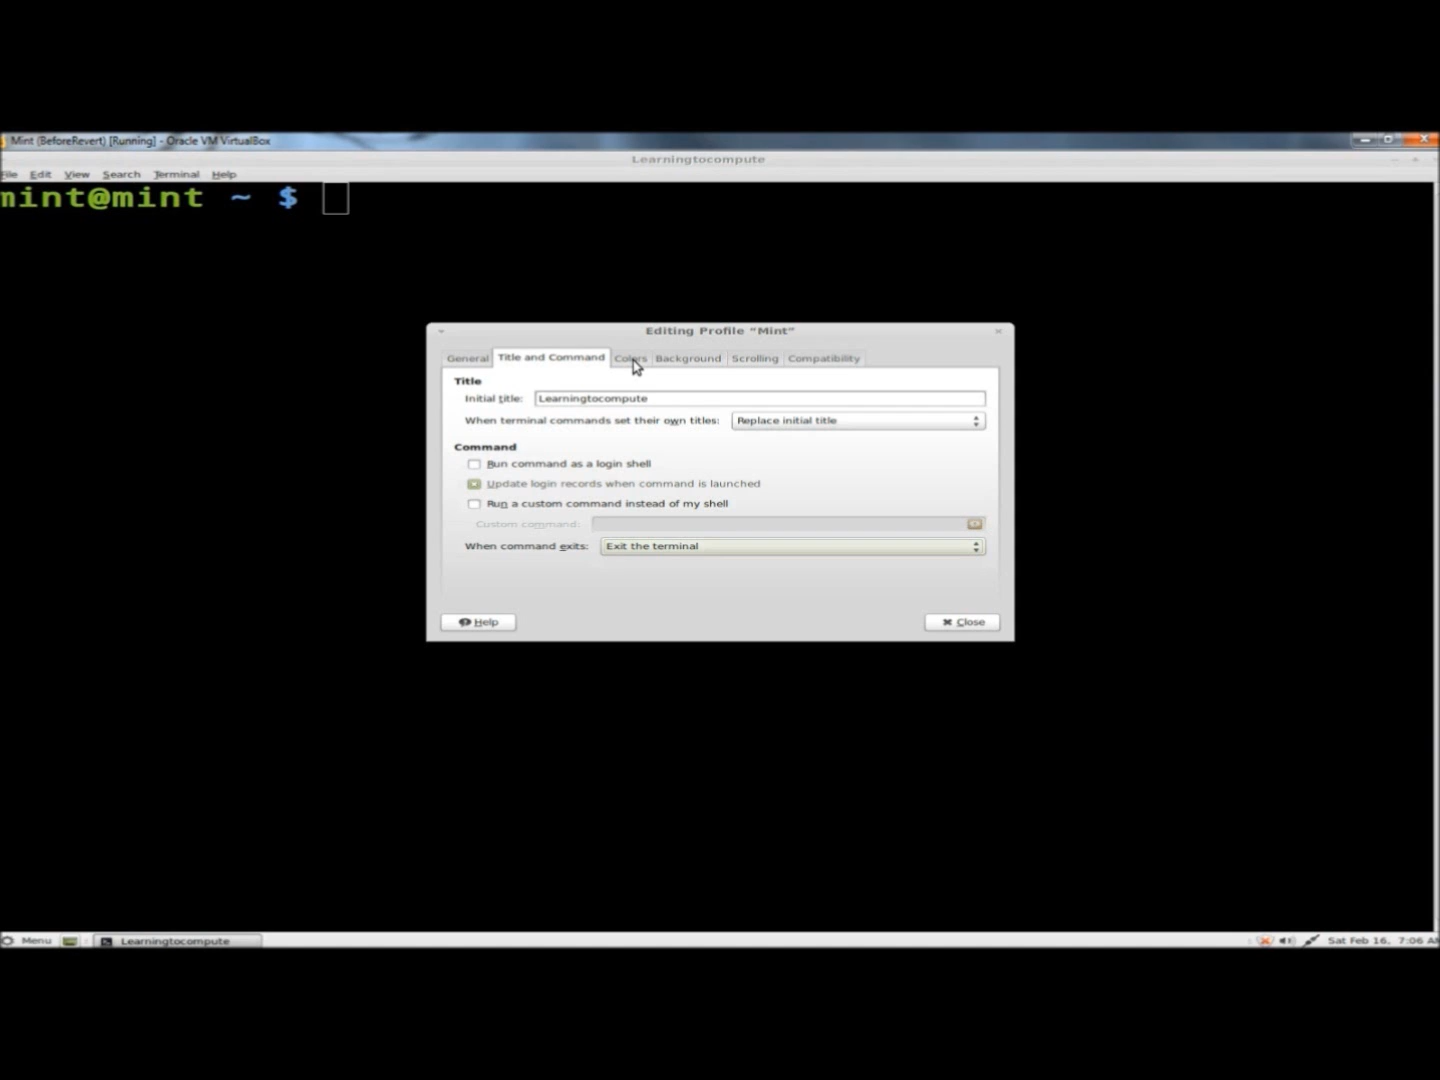 Mint (BeforeRevert) [Running] - Oracle VM VirtualBox
Learningtocompute
File Edit View Search Terminal Help
mint@mint ~ $
Editing Profile "Mint"
General Title and Command Colors Background Scrolling Compatibility
Title
Initial title: Learningtocompute
When terminal commands set their own titles: Replace initial title
Command
Run command as a login shell
Update login records when command is launched
Run a custom command instead of my shell
Custom command:
When command exits: Exit the terminal
Help Close
Menu Learningtocompute Sat Feb 16, 7:06 AM